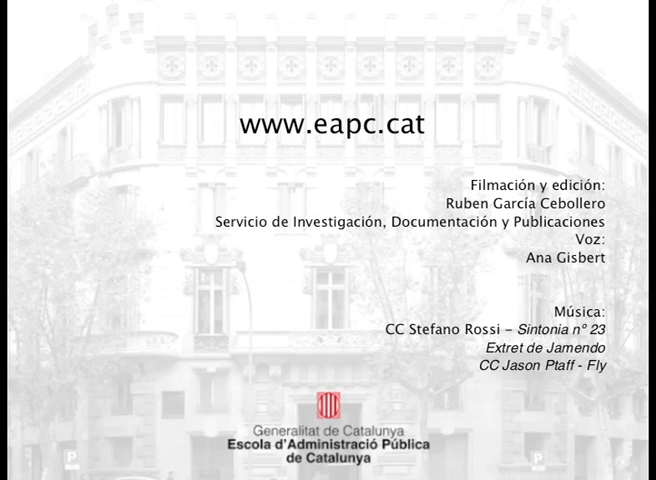 www.eapc.cat
Filmación y edición:
Ruben García Cebollero
Servicio de Investigación, Documentación y Publicaciones
Voz:
Ana Gisbert
Música:
CC Stefano Rossi – Sintonia nº 23
Extret de Jamendo
CC Jason Ptaff - Fly
Generalitat de Catalunya
Escola d'Administració Pública
de Catalunya
P
P